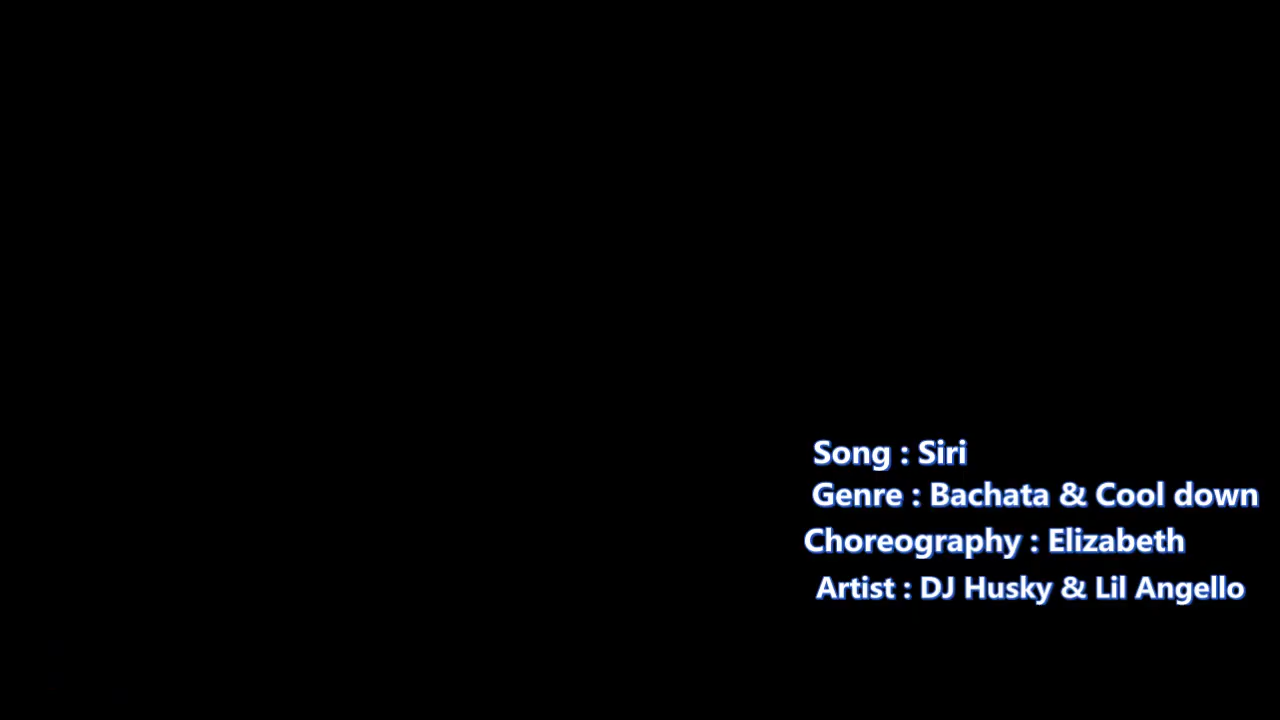 Song : Siri
Genre : Bachata & Cool down
Choreography : Elizabeth
Artist : DJ Husky & Lil Angello